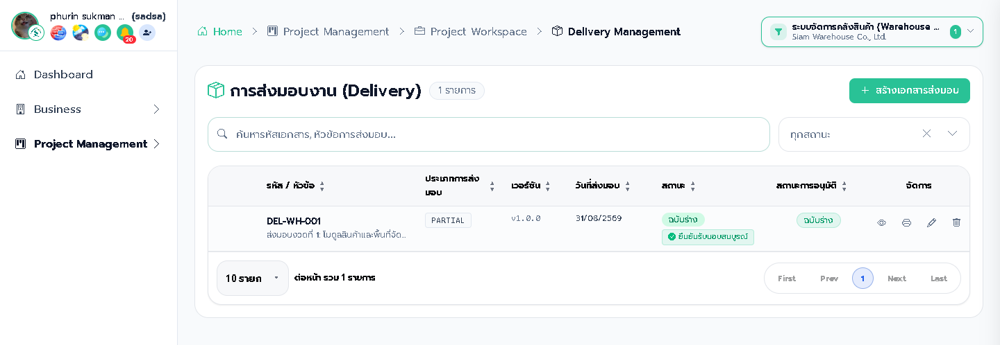 phurin sukman ... (sadsa)
20
Home > Project Management > Project Workspace > Delivery Management
ระบบจัดการคลังสินค้า (Warehouse ...
Siam Warehouse Co., Ltd.
1
Dashboard
Business
Project Management
การส่งมอบงาน (Delivery)
1 รายการ
+ สร้างเอกสารส่งมอบ
ค้นหารหัสเอกสาร, หัวข้อการส่งมอบ...
ทุกสถานะ
รหัส / หัวข้อ
ประเภทการส่ง
มอบ
เวอร์ชัน
วันที่ส่งมอบ
สถานะ
สถานะการอนุมัติ
จัดการ
DEL-WH-001
ส่งมอบงวดที่ 1: โมดูลสินค้าและพื้นที่จัด...
PARTIAL
v1.0.0
31/08/2569
ฉบับร่าง
ยืนยันรับมอบสมบูรณ์
ฉบับร่าง
10 รายก
ต่อหน้า รวม 1 รายการ
First
Prev
1
Next
Last